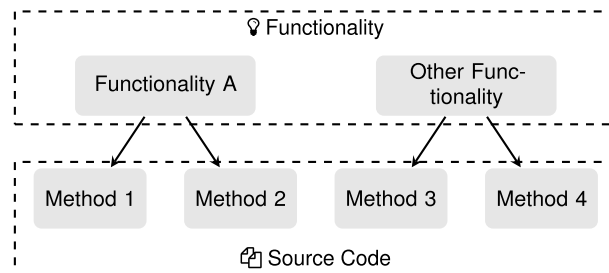 Functionality
Functionality A
Other Func-
tionality
Method 1
Method 2
Method 3
Method 4
Source Code